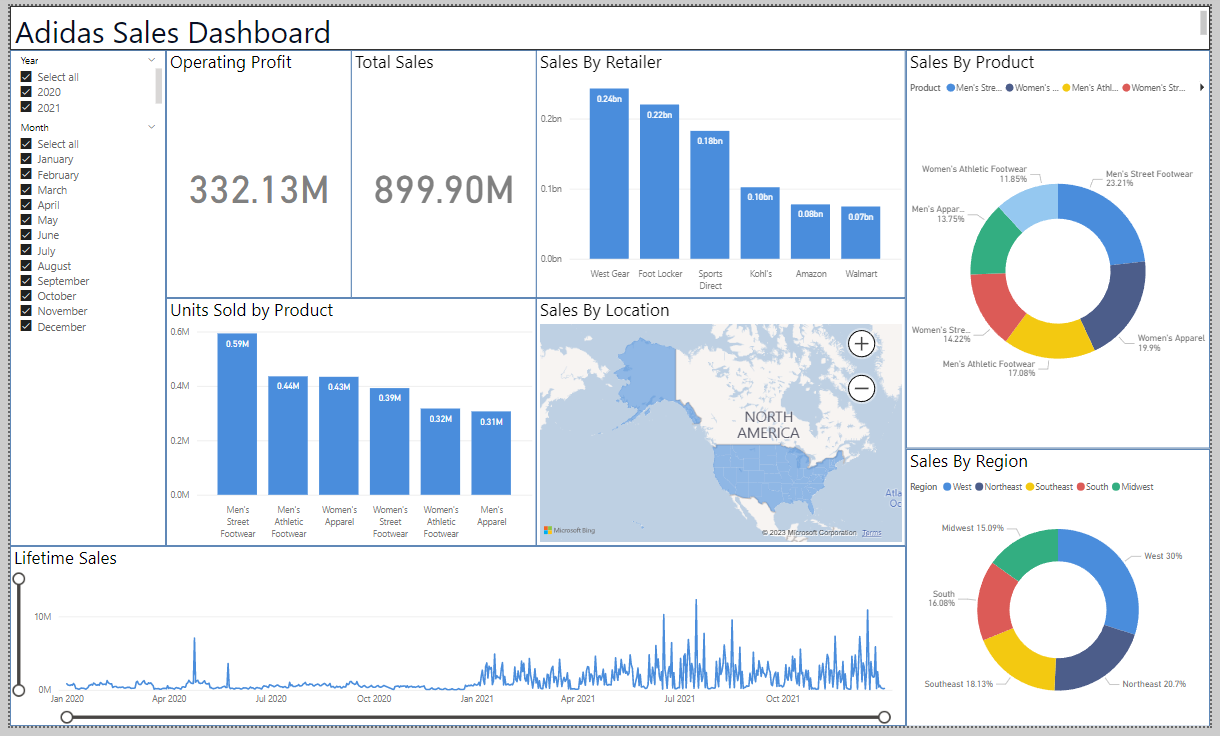 Adidas Sales Dashboard
Year
Select all
2020
2021
Month
Select all
January
February
March
April
May
June
July
August
September
October
November
December
Operating Profit
332.13M
Total Sales
899.90M
Sales By Retailer
0.2bn
0.1bn
0.0bn
0.24bn
0.22bn
0.18bn
0.10bn
0.08bn
0.07bn
West Gear
Foot Locker
Sports
Direct
Kohl's
Amazon
Walmart
Sales By Product
Product Men's Stre... Women's ... Men's Athl... Women's Str...
Women's Athletic Footwear
11.85%
Men's Street Footwear
23.21%
Men's Appar...
13.75%
Women's Stre...
14.22%
Women's Apparel
19.9%
Men's Athletic Footwear
17.08%
Units Sold by Product
0.6M
0.4M
0.2M
0.0M
0.59M
0.44M
0.43M
0.39M
0.32M
0.31M
Men's
Street
Footwear
Men's
Athletic
Footwear
Women's
Apparel
Women's
Street
Footwear
Women's
Athletic
Footwear
Men's
Apparel
Sales By Location
NORTH
AMERICA
Atla
Oc
Microsoft Bing
© 2023 Microsoft Corporation Terms
Sales By Region
Region West Northeast Southeast South Midwest
Midwest 15.09%
West 30%
South
16.08%
Southeast 18.13%
Northeast 20.7%
Lifetime Sales
10M
0M
Jan 2020
Apr 2020
Jul 2020
Oct 2020
Jan 2021
Apr 2021
Jul 2021
Oct 2021